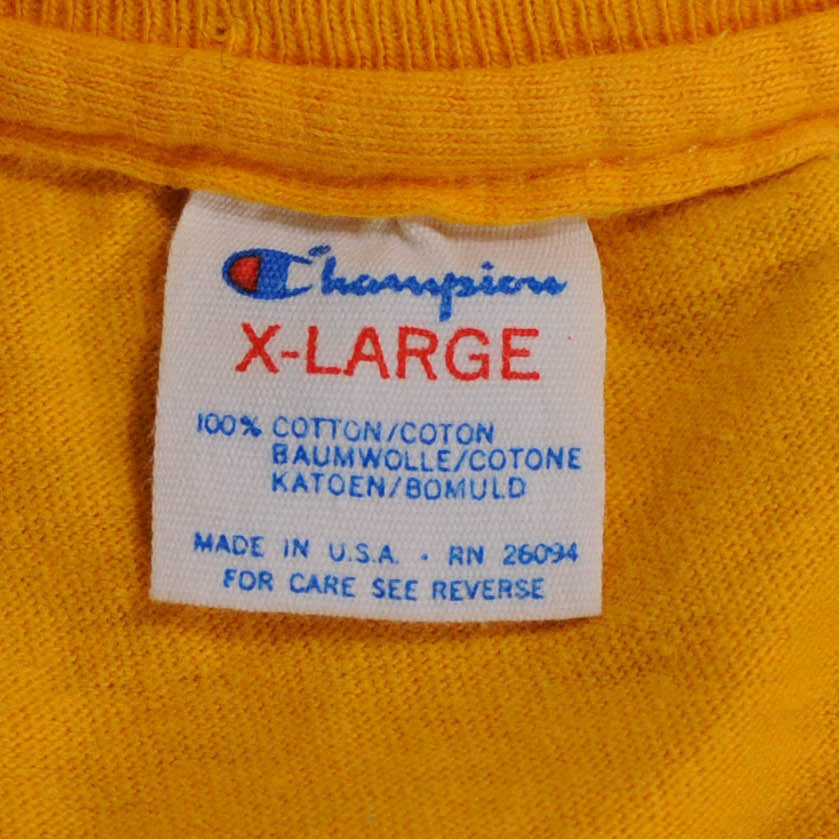 Champion
X-LARGE
100% COTTON/COTON
BAUMWOLLE/COTONE
KATOEN/BOMULD
MADE IN U.S.A. · RN 26094
FOR CARE SEE REVERSE